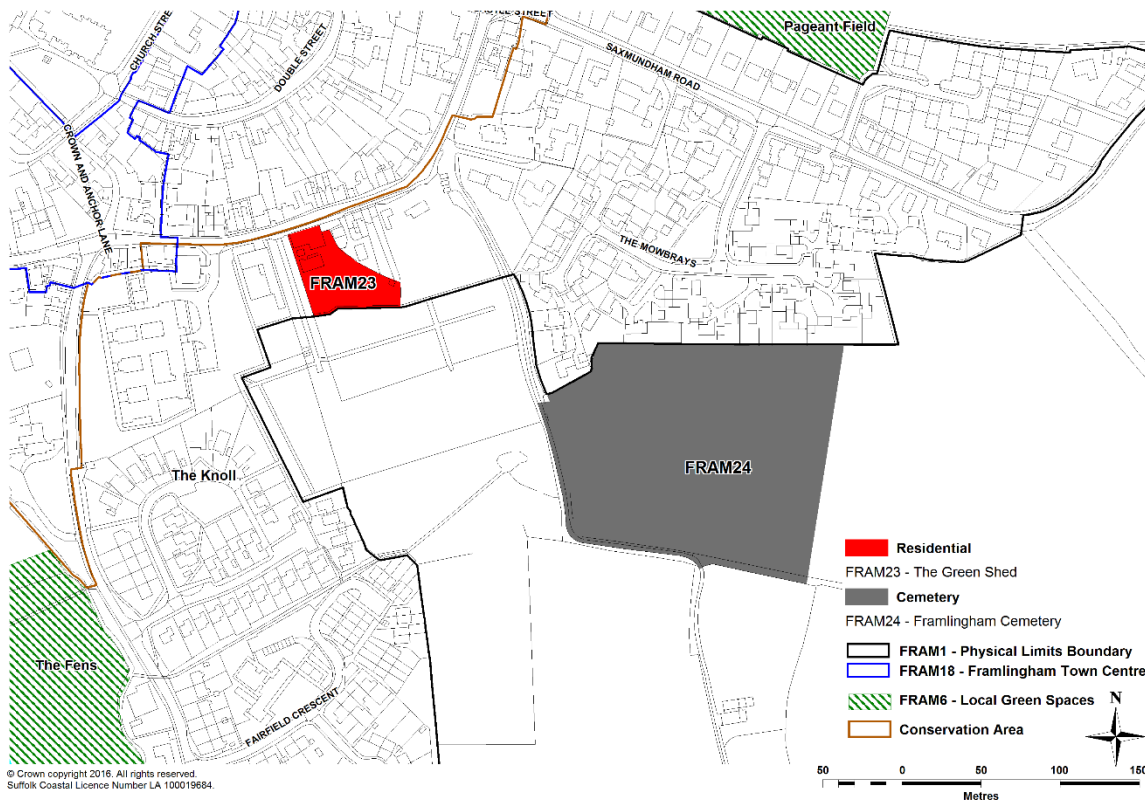 CHURCH STRE
DOUBLE STREET
STREET
Pageant Field
SAXMUNDHAM ROAD
CROWN AND ANCHOR LANE
THE MOWBRAYS
FRAM23
FRAM24
The Knoll
The Fens
FAIRFIELD CRESCENT
Residential
FRAM23 - The Green Shed
Cemetery
FRAM24 - Framlingham Cemetery
FRAM1 - Physical Limits Boundary
FRAM18 - Framlingham Town Centre
FRAM6 - Local Green Spaces
Conservation Area
N
© Crown copyright 2016. All rights reserved.
Suffolk Coastal Licence Number LA 100019684.
50 0 50 100 150
Metres